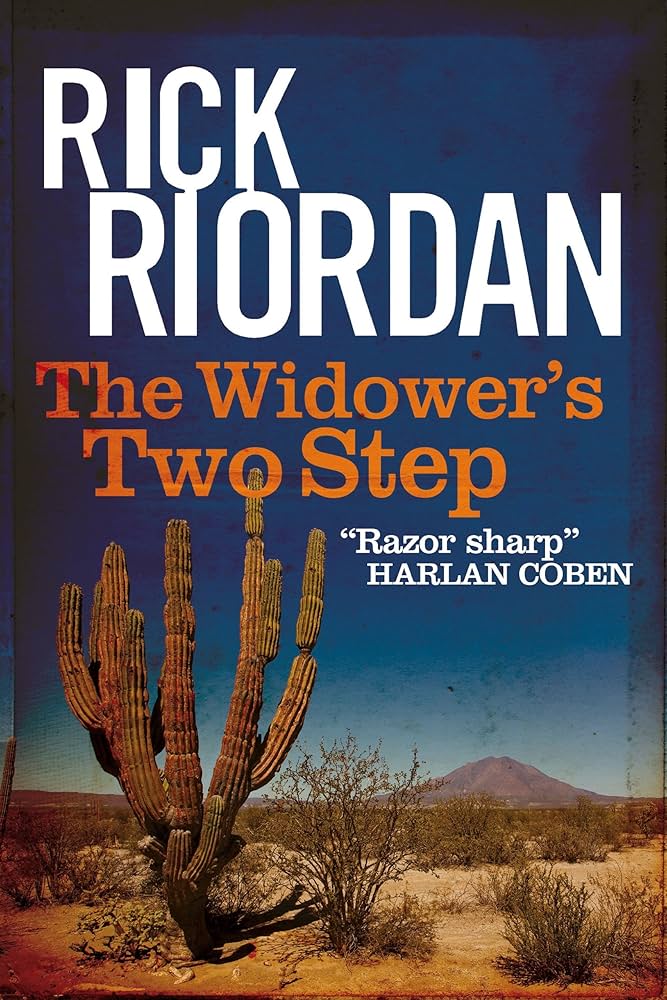 RICK
RIORDAN
The Widower’s
Two Step
“Razor sharp”
HARLAN COBEN